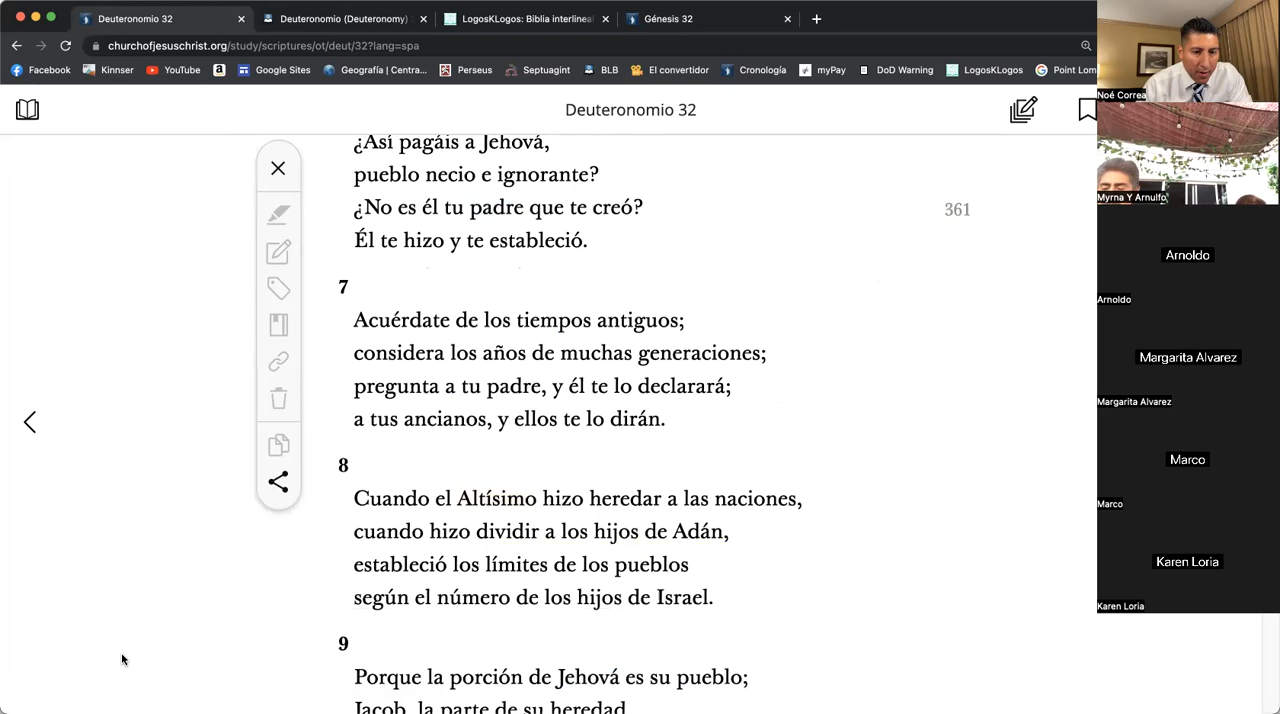 Deuteronomio 32
Deuteronomio (Deuteronomy)
LogosKLogos: Biblia interlineal
Génesis 32
churchofjesuschrist.org/study/scriptures/ot/deut/32?lang=spa
Facebook
Kinnser
YouTube
Google Sites
Geografía | Centra...
Perseus
Septuagint
BLB
El convertidor
Cronología
myPay
DoD Warning
LogosKLogos
Point Lom
Deuteronomio 32
¿Así pagáis a Jehová,
pueblo necio e ignorante?
¿No es él tu padre que te creó?
361
Él te hizo y te estableció.
7
Acuérdate de los tiempos antiguos;
considera los años de muchas generaciones;
pregunta a tu padre, y él te lo declarará;
a tus ancianos, y ellos te lo dirán.
8
Cuando el Altísimo hizo heredar a las naciones,
cuando hizo dividir a los hijos de Adán,
estableció los límites de los pueblos
según el número de los hijos de Israel.
9
Porque la porción de Jehová es su pueblo;
Jacob, la parte de su heredad
Noé Correa
Myrna Y Arnulfo
Arnoldo
Arnoldo
Margarita Alvarez
Margarita Alvarez
Marco
Marco
Karen Loria
Karen Loria